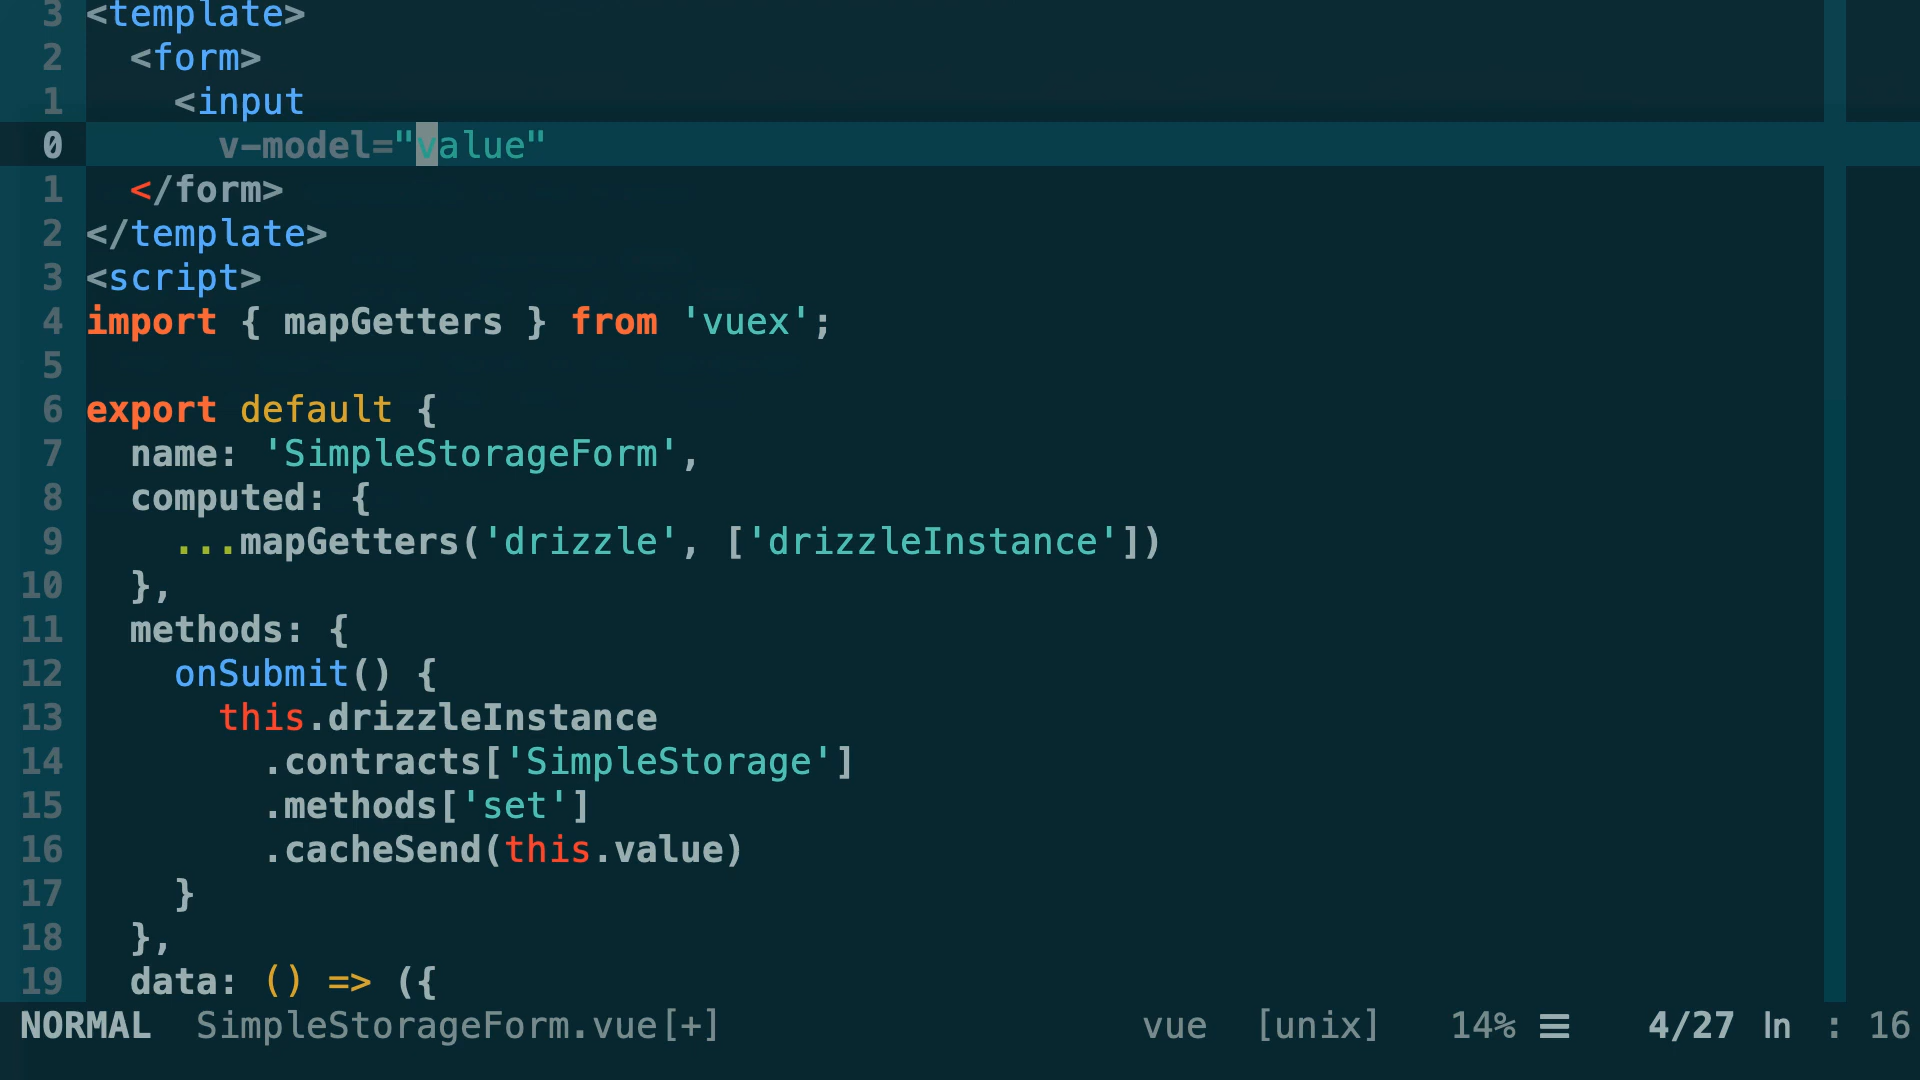 3 <template>
2   <form>
1     <input
0       v-model="value"
1   </form>
2 </template>
3 <script>
4 import { mapGetters } from 'vuex';
5
6 export default {
7   name: 'SimpleStorageForm',
8   computed: {
9     ...mapGetters('drizzle', ['drizzleInstance'])
10   },
11   methods: {
12     onSubmit() {
13       this.drizzleInstance
14         .contracts['SimpleStorage']
15         .methods['set']
16         .cacheSend(this.value)
17     }
18   },
19   data: () => ({
NORMAL SimpleStorageForm.vue[+] vue [unix] 14% ☰ 4/27 ln : 16